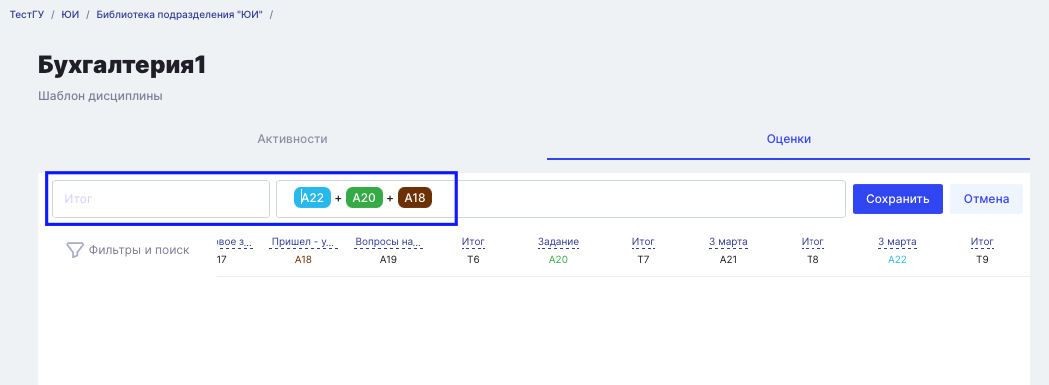 ТестГУ / ЮИ / Библиотека подразделения "ЮИ" /
Бухгалтерия1
Шаблон дисциплины
Активности Оценки
Итог A22 + A20 + A18 Сохранить Отмена
Фильтры и поиск
овое з... Пришел - у... Вопросы на... Итог Задание Итог 3 марта Итог 3 марта Итог
17 A18 A19 T6 A20 T7 A21 T8 A22 T9